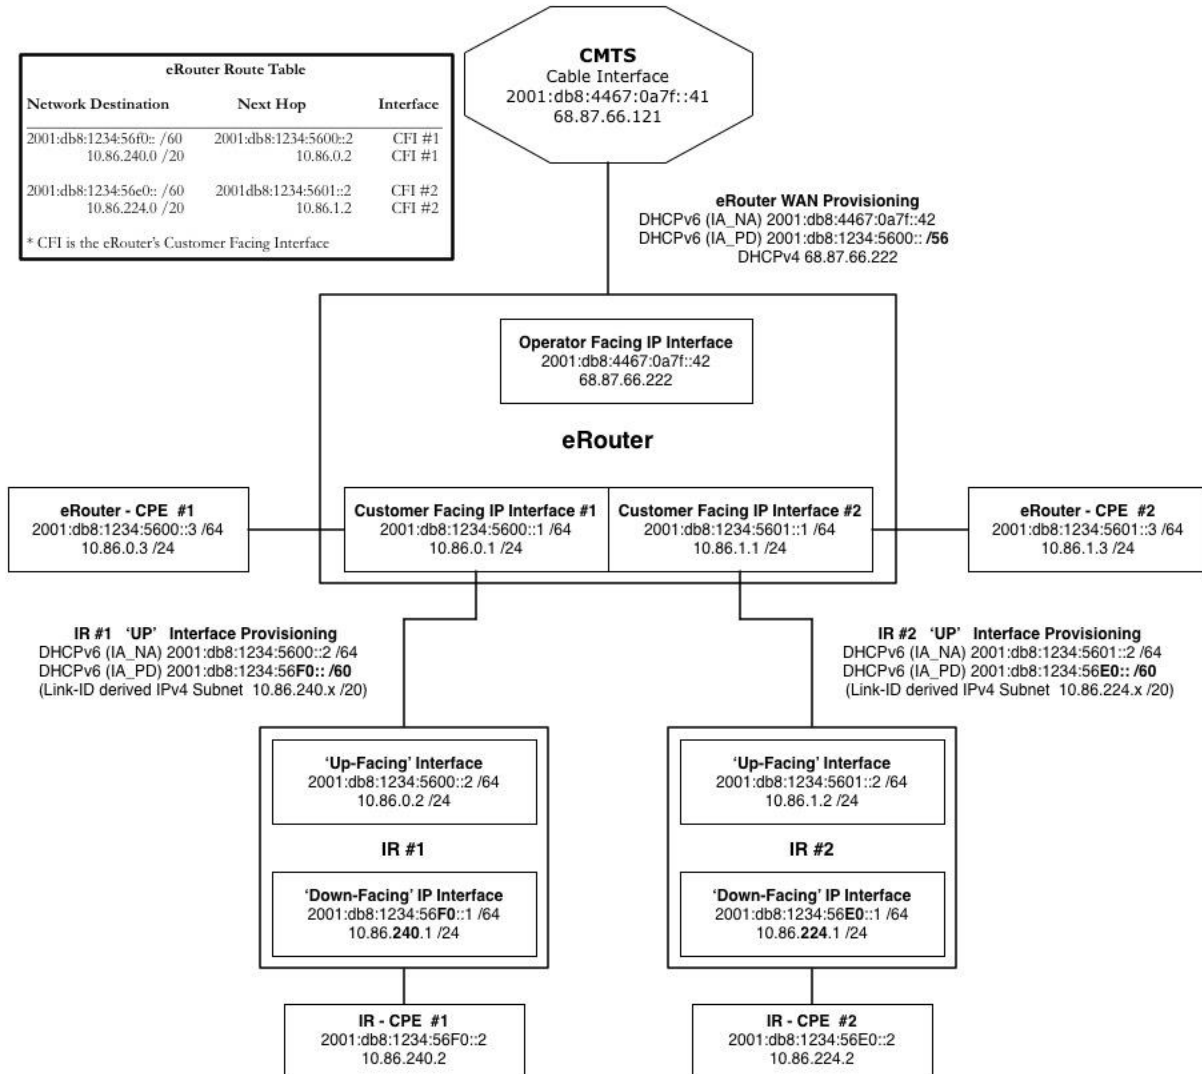 CMTS
Cable Interface
2001:db8:4467:0a7f::41
68.87.66.121
eRouter Route Table
Network Destination Next Hop Interface
2001:db8:1234:56f0:: /60 2001:db8:1234:5600::2 CFI #1
10.86.240.0 /20 10.86.0.2 CFI #1
2001:db8:1234:56e0:: /60 2001db8:1234:5601::2 CFI #2
10.86.224.0 /20 10.86.1.2 CFI #2
* CFI is the eRouter's Customer Facing Interface
eRouter WAN Provisioning
DHCPv6 (IA_NA) 2001:db8:4467:0a7f::42
DHCPv6 (IA_PD) 2001:db8:1234:5600:: /56
DHCPv4 68.87.66.222
Operator Facing IP Interface
2001:db8:4467:0a7f::42
68.87.66.222
eRouter
eRouter - CPE #1
2001:db8:1234:5600::3 /64
10.86.0.3 /24
Customer Facing IP Interface #1
2001:db8:1234:5600::1 /64
10.86.0.1 /24
Customer Facing IP Interface #2
2001:db8:1234:5601::1 /64
10.86.1.1 /24
eRouter - CPE #2
2001:db8:1234:5601::3 /64
10.86.1.3 /24
IR #1 ‘UP’ Interface Provisioning
DHCPv6 (IA_NA) 2001:db8:1234:5600::2 /64
DHCPv6 (IA_PD) 2001:db8:1234:56F0:: /60
(Link-ID derived IPv4 Subnet 10.86.240.x /20)
IR #2 ‘UP’ Interface Provisioning
DHCPv6 (IA_NA) 2001:db8:1234:5601::2 /64
DHCPv6 (IA_PD) 2001:db8:1234:56E0:: /60
(Link-ID derived IPv4 Subnet 10.86.224.x /20)
‘Up-Facing’ Interface
2001:db8:1234:5600::2 /64
10.86.0.2 /24
IR #1
‘Down-Facing’ IP Interface
2001:db8:1234:56F0::1 /64
10.86.240.1 /24
‘Up-Facing’ Interface
2001:db8:1234:5601::2 /64
10.86.1.2 /24
IR #2
‘Down-Facing’ IP Interface
2001:db8:1234:56E0::1 /64
10.86.224.1 /24
IR - CPE #1
2001:db8:1234:56F0::2
10.86.240.2
IR - CPE #2
2001:db8:1234:56E0::2
10.86.224.2